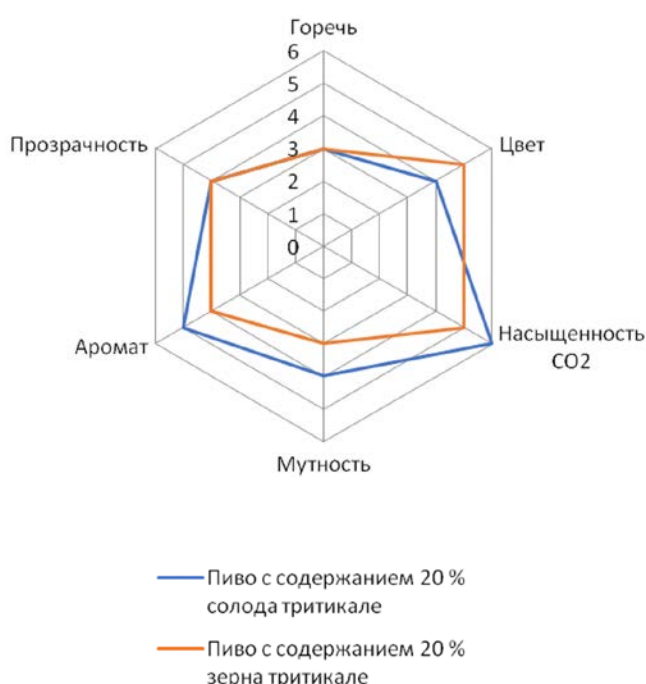 Горечь
6
5
4
3
2
1
0
Прозрачность
Цвет
Аромат
Насыщенность
СО2
Мутность
Пиво с содержанием 20 %
солода тритикале
Пиво с содержанием 20 %
зерна тритикале